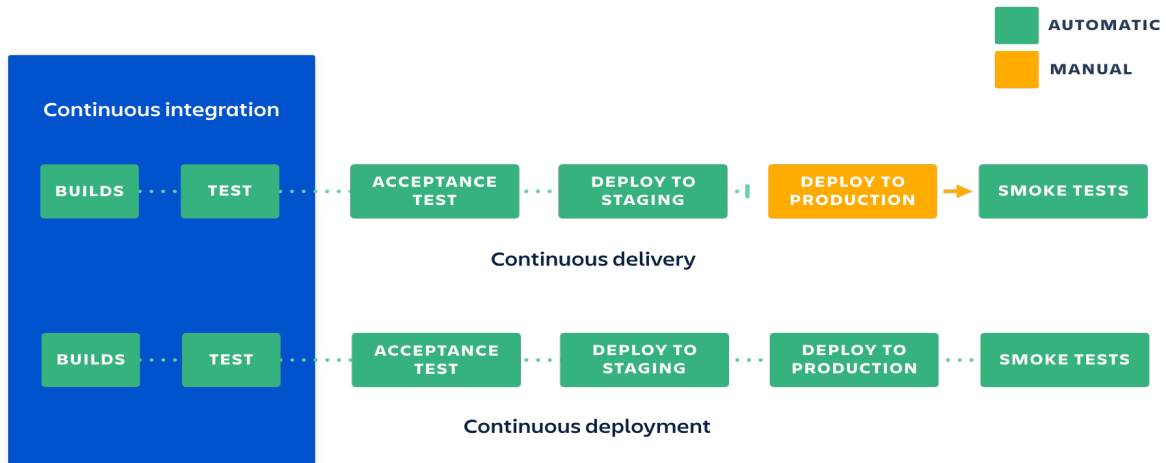 AUTOMATIC
MANUAL
Continuous integration
BUILDS
TEST
ACCEPTANCE
TEST
DEPLOY TO
STAGING
DEPLOY TO
PRODUCTION
SMOKE TESTS
Continuous delivery
BUILDS
TEST
ACCEPTANCE
TEST
DEPLOY TO
STAGING
DEPLOY TO
PRODUCTION
SMOKE TESTS
Continuous deployment